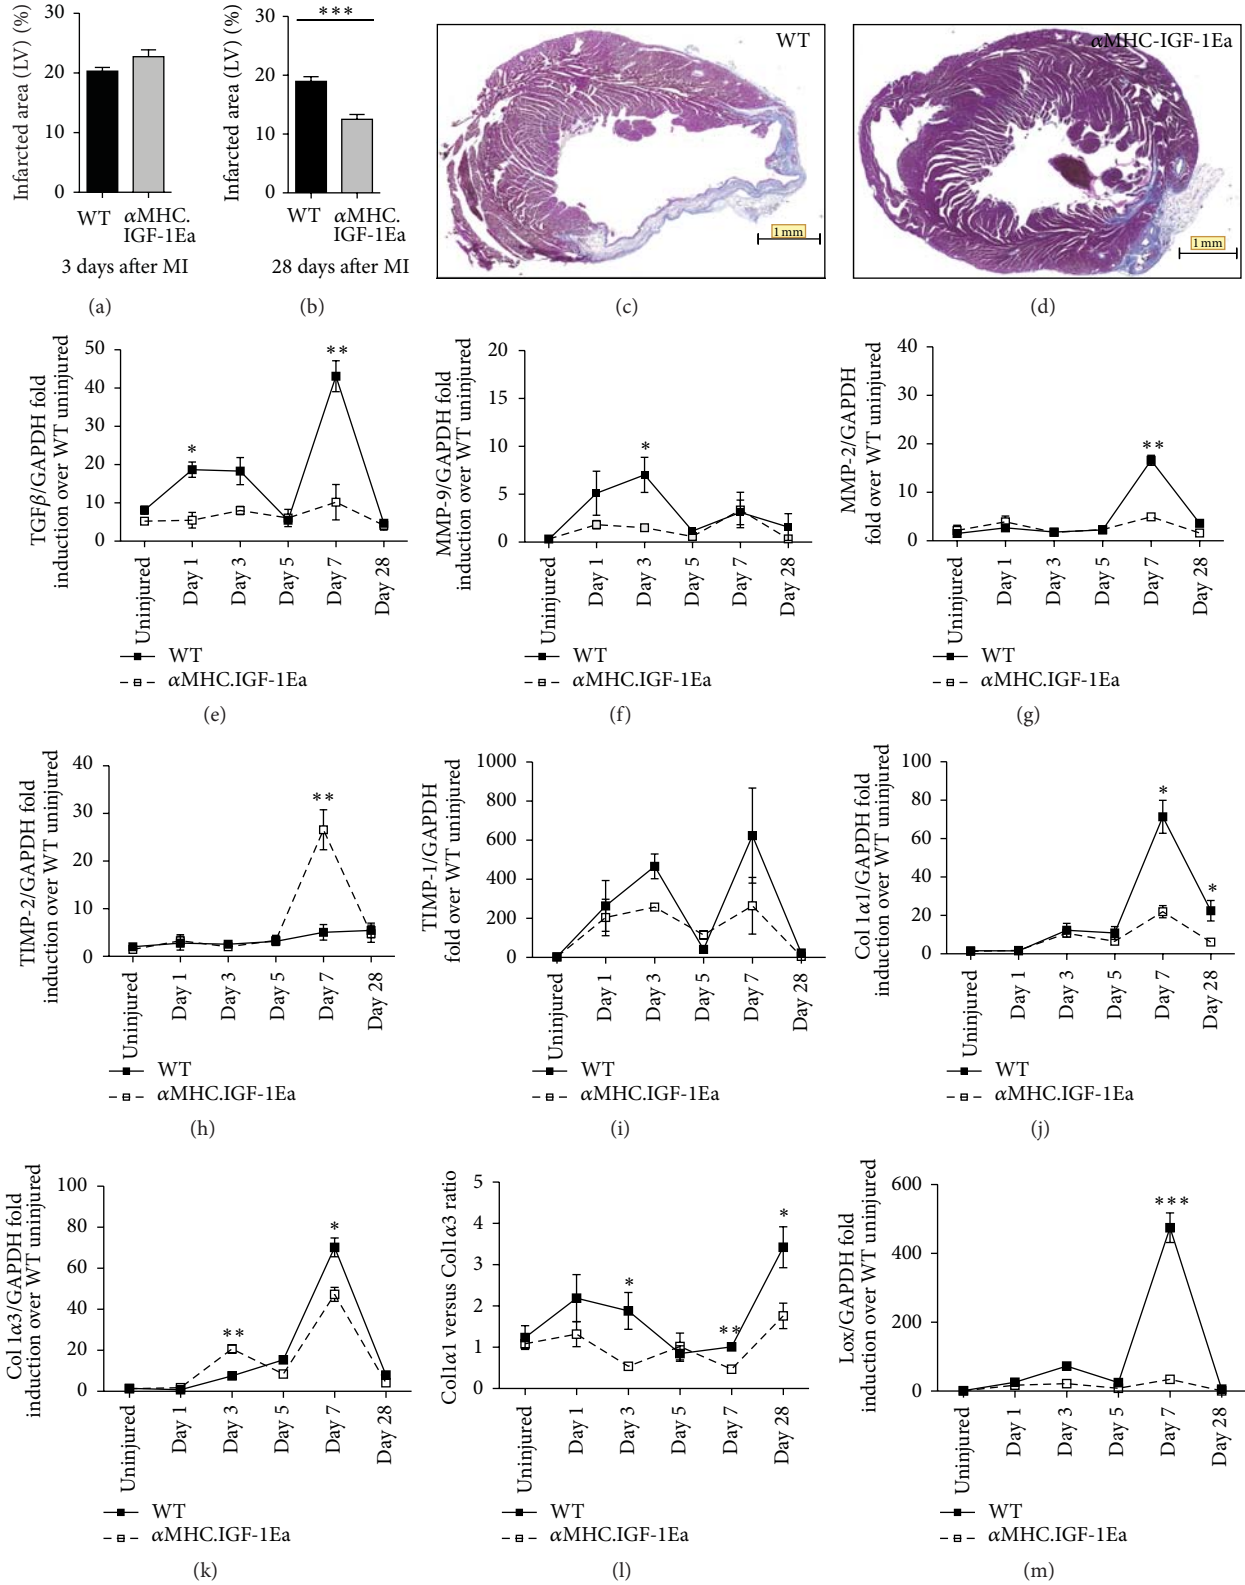 Infarcted area (LV) (%)
30
20
10
0
WT
αMHC.
IGF-1Ea
3 days after MI
(a)
Infarcted area (LV) (%)
30
20
10
0
***
WT
αMHC.
IGF-1Ea
28 days after MI
(b)
WT
1 mm
(c)
αMHC-IGF-1Ea
1 mm
(d)
TGFβ/GAPDH fold
induction over WT uninjured
50
40
30
20
10
0
*
**
Uninjured
Day 1
Day 3
Day 5
Day 7
Day 28
WT
αMHC.IGF-1Ea
(e)
MMP-9/GAPDH fold
induction over WT uninjured
20
15
10
5
0
*
Uninjured
Day 1
Day 3
Day 5
Day 7
Day 28
WT
αMHC.IGF-1Ea
(f)
MMP-2/GAPDH
fold over WT uninjured
40
30
20
10
0
**
Uninjured
Day 1
Day 3
Day 5
Day 7
Day 28
WT
αMHC.IGF-1Ea
(g)
TIMP-2/GAPDH fold
induction over WT uninjured
40
30
20
10
0
**
Uninjured
Day 1
Day 3
Day 5
Day 7
Day 28
WT
αMHC.IGF-1Ea
(h)
TIMP-1/GAPDH
fold over WT uninjured
1000
800
600
400
200
0
Uninjured
Day 1
Day 3
Day 5
Day 7
Day 28
WT
αMHC.IGF-1Ea
(i)
Col 1α1/GAPDH fold
induction over WT uninjured
100
80
60
40
20
0
*
*
Uninjured
Day 1
Day 3
Day 5
Day 7
Day 28
WT
αMHC.IGF-1Ea
(j)
Col 1α3/GAPDH fold
induction over WT uninjured
100
80
60
40
20
0
**
*
Uninjured
Day 1
Day 3
Day 5
Day 7
Day 28
WT
αMHC.IGF-1Ea
(k)
Col1α1 versus Col1α3 ratio
5
4
3
2
1
0
*
**
*
Uninjured
Day 1
Day 3
Day 5
Day 7
Day 28
WT
αMHC.IGF-1Ea
(l)
Lox/GAPDH fold
induction over WT uninjured
600
400
200
0
***
Uninjured
Day 1
Day 3
Day 5
Day 7
Day 28
WT
αMHC.IGF-1Ea
(m)